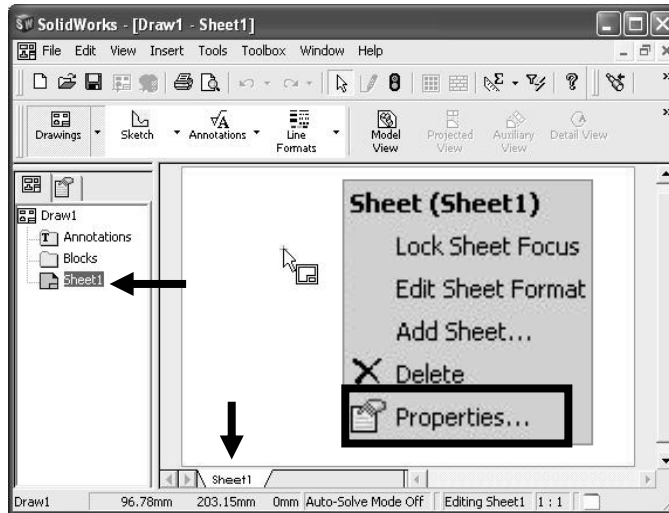 SolidWorks - [Draw1 - Sheet1]
File Edit View Insert Tools Toolbox Window Help
Drawings Sketch Annotations Line Formats Model View Projected View Auxiliary View Detail View
Draw1
Annotations
Blocks
Sheet1
Sheet (Sheet1)
Lock Sheet Focus
Edit Sheet Format
Add Sheet...
Delete
Properties...
Sheet1
Draw1 96.78mm 203.15mm 0mm Auto-Solve Mode Off Editing Sheet1 1 : 1